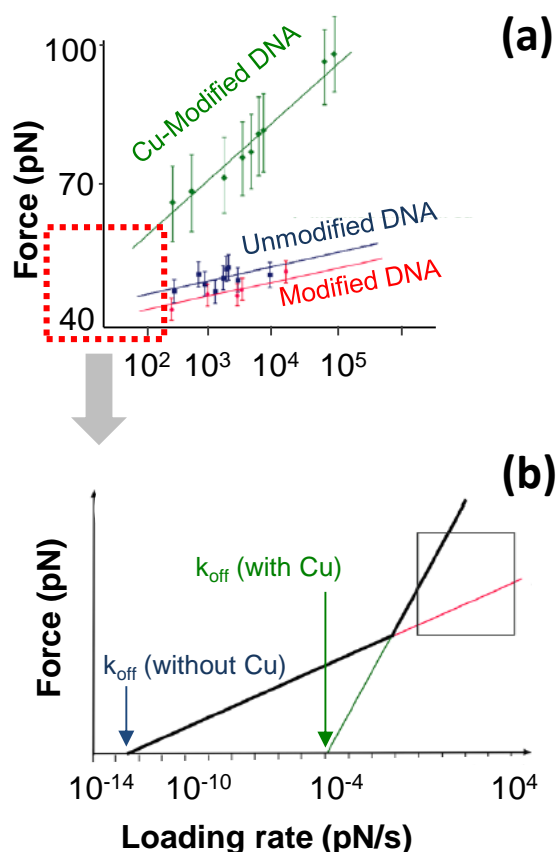 (a)
100
70
40
Force (pN)
Cu-Modified DNA
Unmodified DNA
Modified DNA
10² 10³ 10⁴ 10⁵
(b)
Force (pN)
k_off (with Cu)
k_off (without Cu)
10⁻¹⁴ 10⁻¹⁰ 10⁻⁴ 10⁴
Loading rate (pN/s)